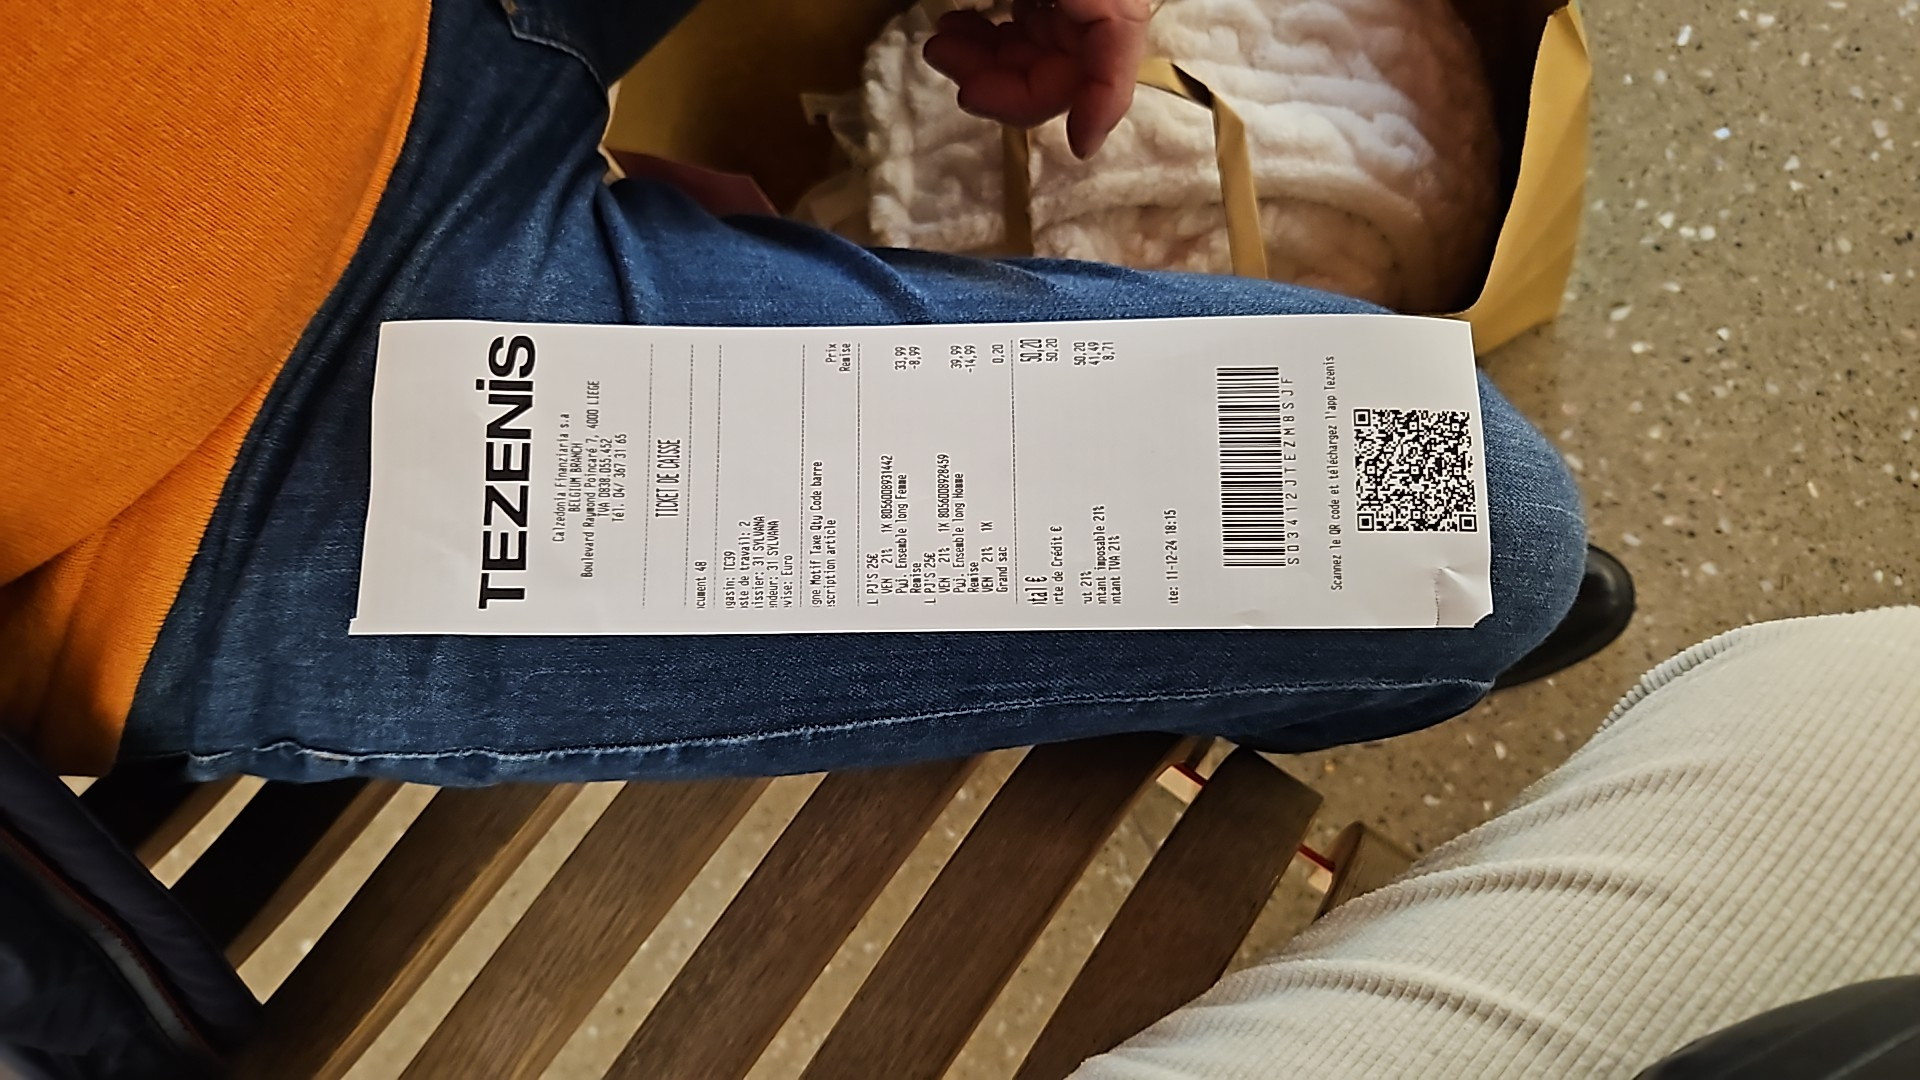 TEZENIS
Calzedonia Finanziaria s.a
BELGIUM BRANCH
Boulevard Raymond Poincaré 7, 4000 LIEGE
TVA 0838.055.452
Tél. 04/ 367 31 65
TICKET DE CAISSE
cument 48
gasin: TC39
ste de travail: 2
issier: 31 SYLVANA
ndeur: 31 SYLVANA
vise: Euro
gne Motif Taxe Qty Code barre Prix
scription article Remise
L PJ'S 25€
VEN 21% 1X 8056008931442 33,99
Pyj. Ensemble long Femme -8,99
Remise
L PJ'S 25€
VEN 21% 1X 8056008928459 39,99
Pyj. Ensemble long Homme -14,99
Remise
VEN 21% 1X 0,20
Grand sac
tal € 50,20
rte de Crédit € 50,20
ut 21% 50,20
ntant imposable 21% 41,49
ntant TVA 21% 8,71
te: 11-12-24 18:15
S03412JTEZM8SJF
Scannez le QR code et téléchargez l'app Tezenis